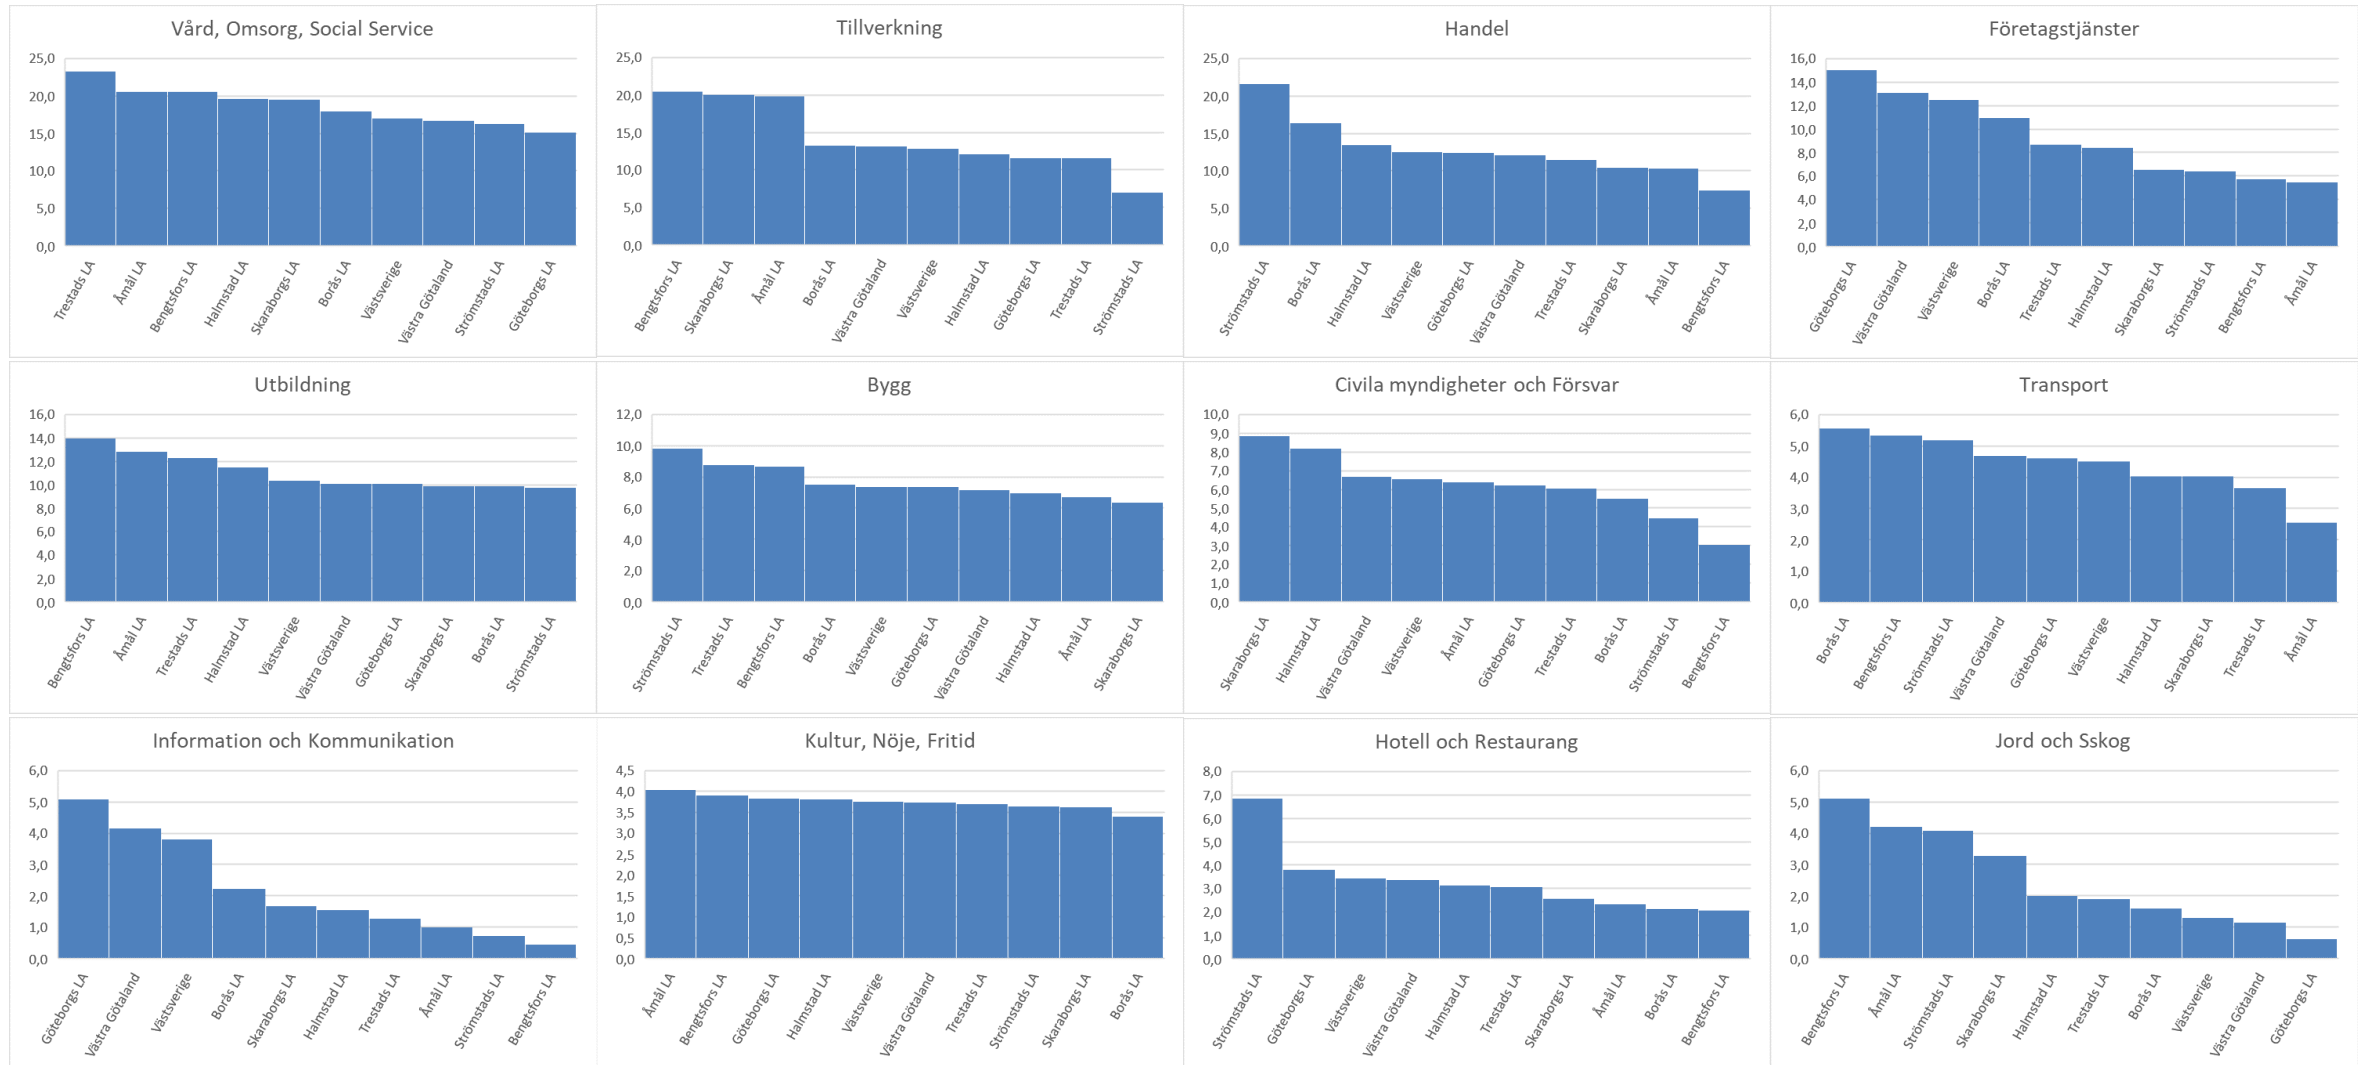 Vård, Omsorg, Social Service
25,0
20,0
15,0
10,0
5,0
0,0
Trestads LA
Åmål LA
Bengtsfors LA
Halmstad LA
Skaraborgs LA
Borås LA
Västsverige
Västra Götaland
Strömstads LA
Göteborgs LA
Tillverkning
25,0
20,0
15,0
10,0
5,0
0,0
Bengtsfors LA
Skaraborgs LA
Åmål LA
Borås LA
Västra Götaland
Västsverige
Halmstad LA
Göteborgs LA
Trestads LA
Strömstads LA
Handel
25,0
20,0
15,0
10,0
5,0
0,0
Strömstads LA
Borås LA
Halmstad LA
Västsverige
Göteborgs LA
Västra Götaland
Trestads LA
Skaraborgs LA
Åmål LA
Bengtsfors LA
Företagstjänster
16,0
14,0
12,0
10,0
8,0
6,0
4,0
2,0
0,0
Göteborgs LA
Västra Götaland
Västsverige
Borås LA
Trestads LA
Halmstad LA
Skaraborgs LA
Strömstads LA
Bengtsfors LA
Åmål LA
Utbildning
16,0
14,0
12,0
10,0
8,0
6,0
4,0
2,0
0,0
Bengtsfors LA
Åmål LA
Trestads LA
Halmstad LA
Västsverige
Västra Götaland
Göteborgs LA
Skaraborgs LA
Borås LA
Strömstads LA
Bygg
12,0
10,0
8,0
6,0
4,0
2,0
0,0
Strömstads LA
Trestads LA
Bengtsfors LA
Borås LA
Västsverige
Göteborgs LA
Västra Götaland
Halmstad LA
Åmål LA
Skaraborgs LA
Civila myndigheter och Försvar
10,0
9,0
8,0
7,0
6,0
5,0
4,0
3,0
2,0
1,0
0,0
Skaraborgs LA
Halmstad LA
Västra Götaland
Västsverige
Åmål LA
Göteborgs LA
Trestads LA
Borås LA
Strömstads LA
Bengtsfors LA
Transport
6,0
5,0
4,0
3,0
2,0
1,0
0,0
Borås LA
Bengtsfors LA
Strömstads LA
Västra Götaland
Göteborgs LA
Västsverige
Halmstad LA
Skaraborgs LA
Trestads LA
Åmål LA
Information och Kommunikation
6,0
5,0
4,0
3,0
2,0
1,0
0,0
Göteborgs LA
Västra Götaland
Västsverige
Borås LA
Skaraborgs LA
Halmstad LA
Trestads LA
Åmål LA
Strömstads LA
Bengtsfors LA
Kultur, Nöje, Fritid
4,5
4,0
3,5
3,0
2,5
2,0
1,5
1,0
0,5
0,0
Åmål LA
Bengtsfors LA
Göteborgs LA
Halmstad LA
Västsverige
Västra Götaland
Trestads LA
Strömstads LA
Skaraborgs LA
Borås LA
Hotell och Restaurang
8,0
7,0
6,0
5,0
4,0
3,0
2,0
1,0
0,0
Strömstads LA
Göteborgs LA
Västsverige
Västra Götaland
Halmstad LA
Trestads LA
Skaraborgs LA
Åmål LA
Borås LA
Bengtsfors LA
Jord och Sskog
6,0
5,0
4,0
3,0
2,0
1,0
0,0
Bengtsfors LA
Åmål LA
Strömstads LA
Skaraborgs LA
Halmstad LA
Trestads LA
Borås LA
Västsverige
Västra Götaland
Göteborgs LA